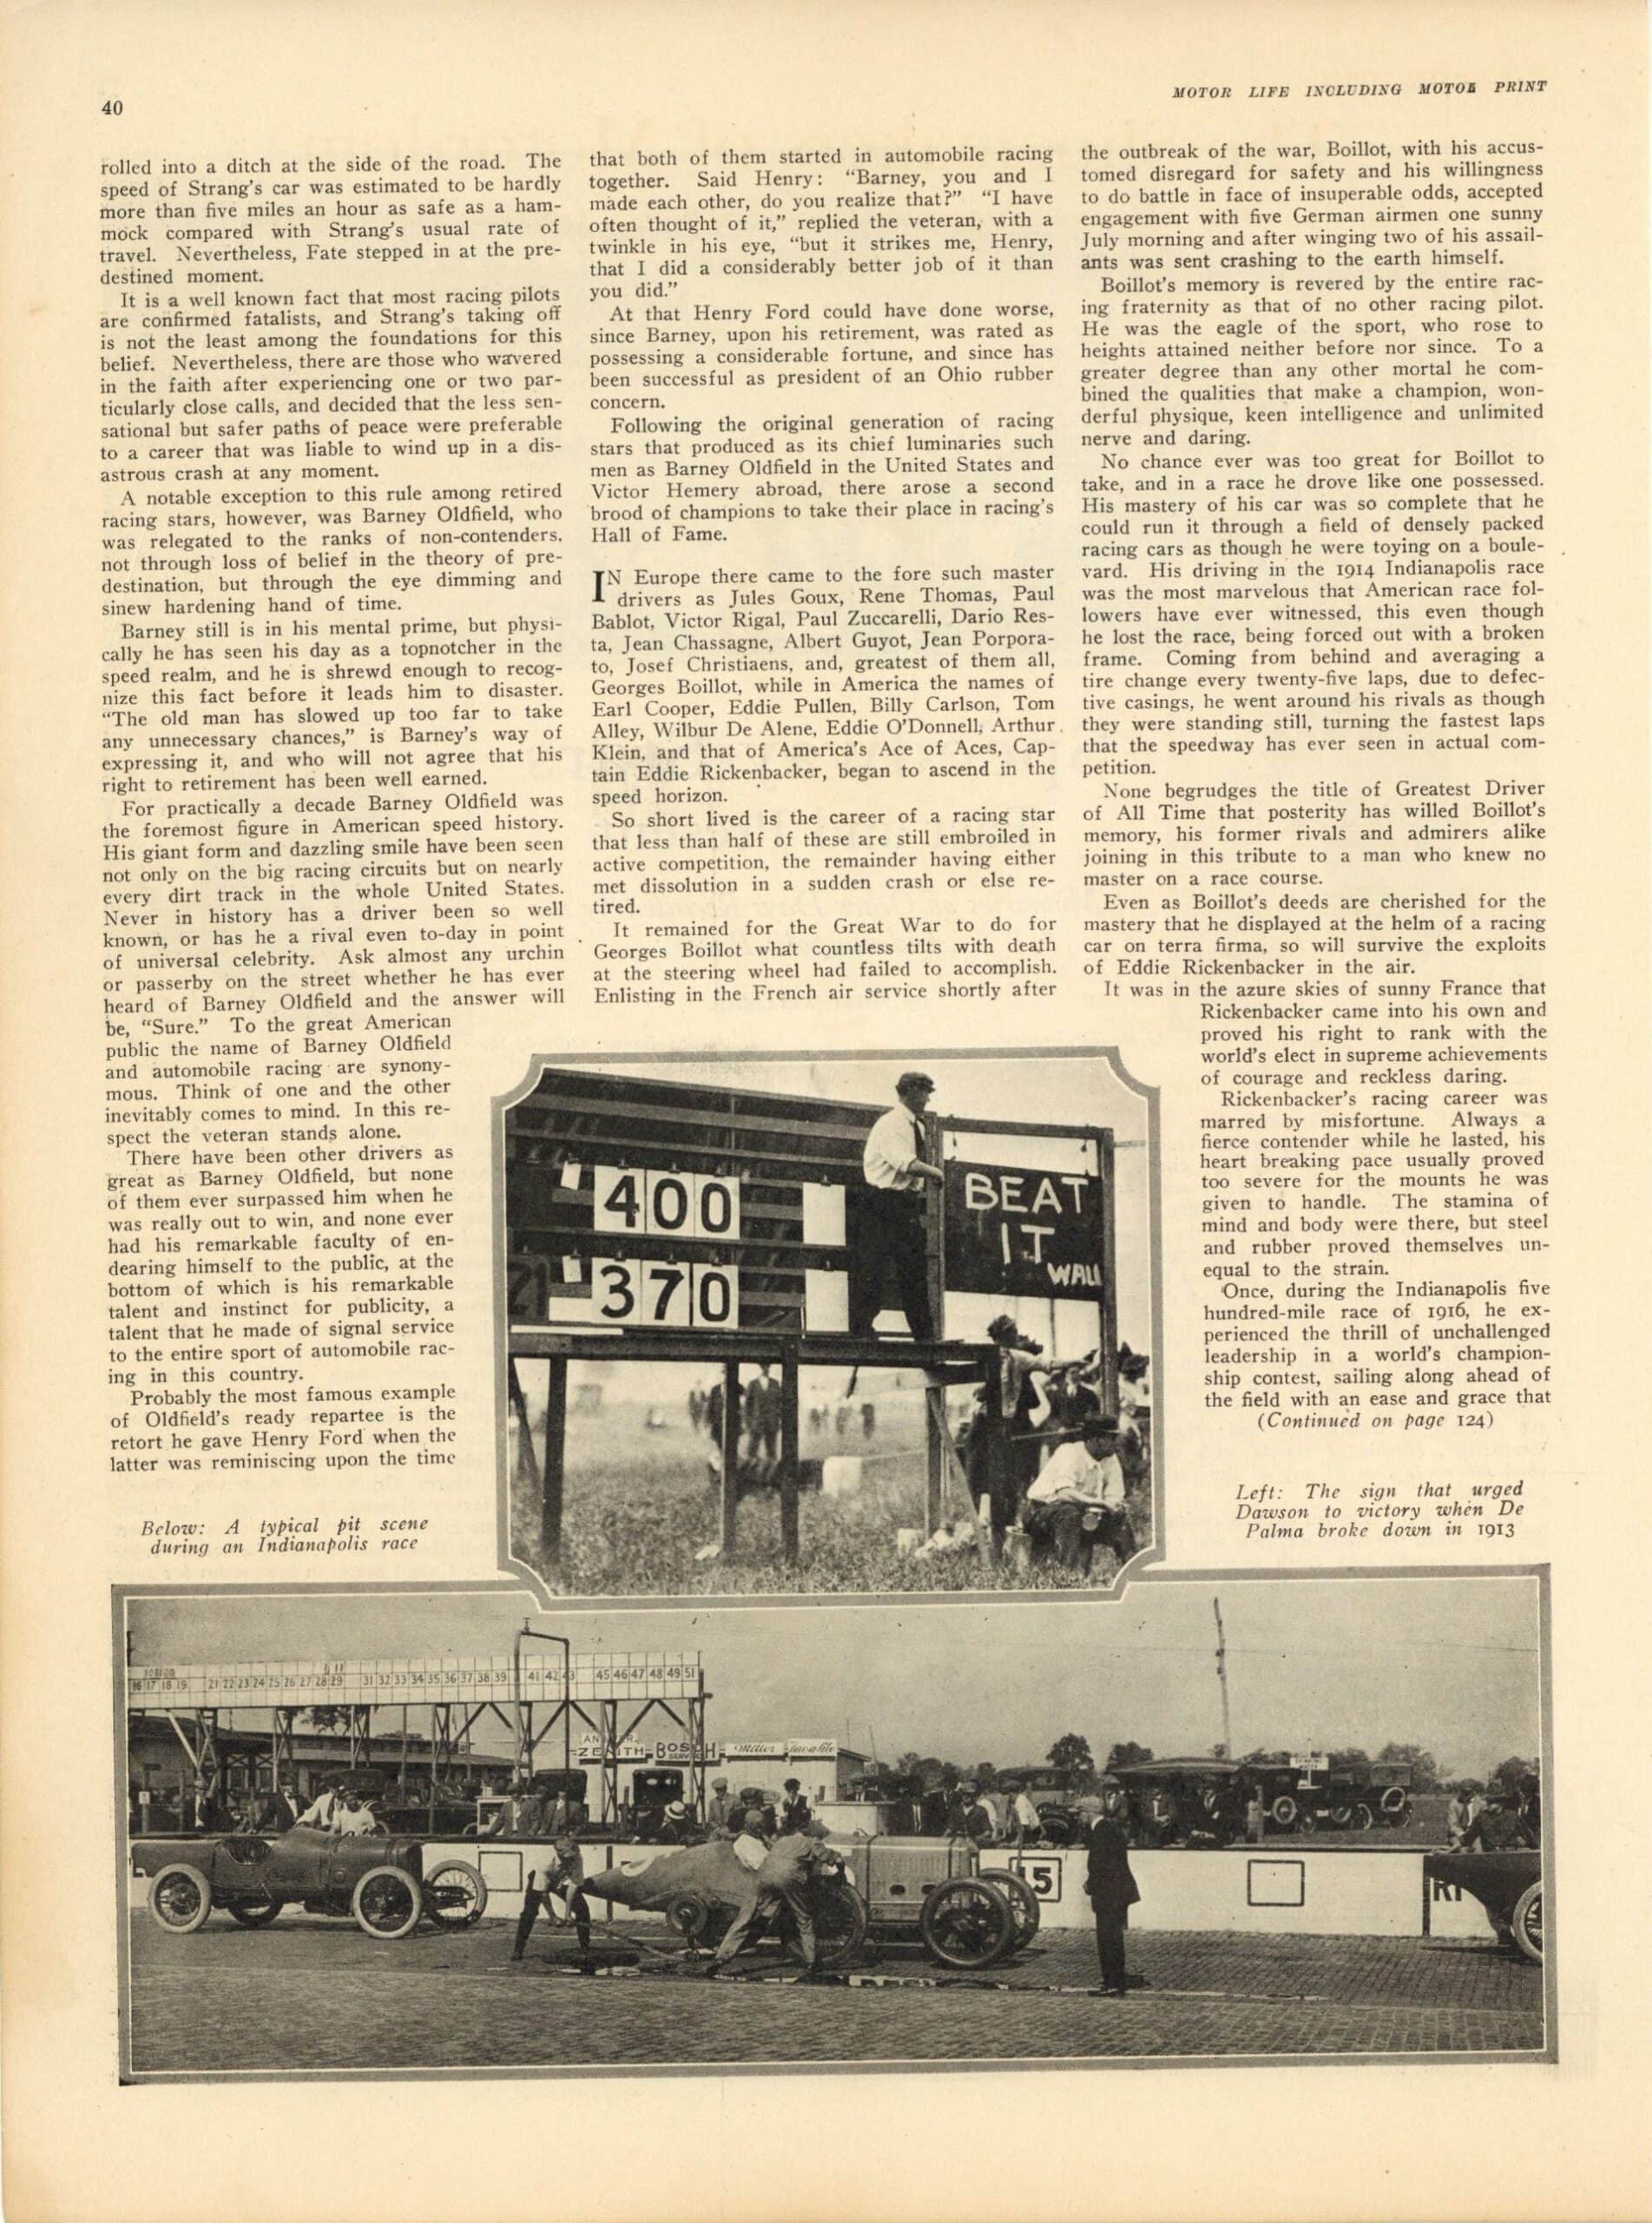 40
MOTOR LIFE INCLUDING MOTOR PRINT
rolled into a ditch at the side of the road. The
speed of Strang's car was estimated to be hardly
more than five miles an hour as safe as a ham-
mock compared with Strang's usual rate of
travel. Nevertheless, Fate stepped in at the pre-
destined moment.
It is a well known fact that most racing pilots
are confirmed fatalists, and Strang's taking off
is not the least among the foundations for this
belief. Nevertheless, there are those who wavered
in the faith after experiencing one or two par-
ticularly close calls, and decided that the less sen-
sational but safer paths of peace were preferable
to a career that was liable to wind up in a dis-
astrous crash at any moment.
A notable exception to this rule among retired
racing stars, however, was Barney Oldfield, who
was relegated to the ranks of non-contenders,
not through loss of belief in the theory of pre-
destination, but through the eye dimming and
sinew hardening hand of time.
Barney still is in his mental prime, but physi-
cally he has seen his day as a topnotcher in the
speed realm, and he is shrewd enough to recog-
nize this fact before it leads him to disaster.
"The old man has slowed up too far to take
any unnecessary chances," is Barney's way of
expressing it, and who will not agree that his
right to retirement has been well earned.
For practically a decade Barney Oldfield was
the foremost figure in American speed history.
His giant form and dazzling smile have been seen
not only on the big racing circuits but on nearly
every dirt track in the whole United States.
Never in history has a driver been so well
known, or has he a rival even to-day in point
of universal celebrity. Ask almost any urchin
or passerby on the street whether he has ever
heard of Barney Oldfield and the answer will
be, "Sure." To the great American
public the name of Barney Oldfield
and automobile racing are synony-
mous. Think of one and the other
inevitably comes to mind. In this re-
spect the veteran stands alone.
There have been other drivers as
great as Barney Oldfield, but none
of them ever surpassed him when he
was really out to win, and none ever
had his remarkable faculty of en-
dearing himself to the public, at the
bottom of which is his remarkable
talent and instinct for publicity, a
talent that he made of signal service
to the entire sport of automobile rac-
ing in this country.
Probably the most famous example
of Oldfield's ready repartee is the
retort he gave Henry Ford when the
latter was reminiscing upon the time
that both of them started in automobile racing
together. Said Henry: "Barney, you and I
made each other, do you realize that?" "I have
often thought of it," replied the veteran, with a
twinkle in his eye, "but it strikes me, Henry,
that I did a considerably better job of it than
you did."
At that Henry Ford could have done worse,
since Barney, upon his retirement, was rated as
possessing a considerable fortune, and since has
been successful as president of an Ohio rubber
concern.
Following the original generation of racing
stars that produced as its chief luminaries such
men as Barney Oldfield in the United States and
Victor Hemery abroad, there arose a second
brood of champions to take their place in racing's
Hall of Fame.
IN Europe there came to the fore such master
drivers as Jules Goux, Rene Thomas, Paul
Bablot, Victor Rigal, Paul Zuccarelli, Dario Res-
ta, Jean Chassagne, Albert Guyot, Jean Porpora-
to, Josef Christiaens, and, greatest of them all,
Georges Boillot, while in America the names of
Earl Cooper, Eddie Pullen, Billy Carlson, Tom
Alley, Wilbur De Alene, Eddie O'Donnell, Arthur
Klein, and that of America's Ace of Aces, Cap-
tain Eddie Rickenbacker, began to ascend in the
speed horizon.
So short lived is the career of a racing star
that less than half of these are still embroiled in
active competition, the remainder having either
met dissolution in a sudden crash or else re-
tired.
It remained for the Great War to do for
Georges Boillot what countless tilts with death
at the steering wheel had failed to accomplish.
Enlisting in the French air service shortly after
the outbreak of the war, Boillot, with his accus-
tomed disregard for safety and his willingness
to do battle in face of insuperable odds, accepted
engagement with five German airmen one sunny
July morning and after winging two of his assail-
ants was sent crashing to the earth himself.
Boillot's memory is revered by the entire rac-
ing fraternity as that of no other racing pilot.
He was the eagle of the sport, who rose to
heights attained neither before nor since. To a
greater degree than any other mortal he com-
bined the qualities that make a champion, won-
derful physique, keen intelligence and unlimited
nerve and daring.
No chance ever was too great for Boillot to
take, and in a race he drove like one possessed.
His mastery of his car was so complete that he
could run it through a field of densely packed
racing cars as though he were toying on a boule-
vard. His driving in the 1914 Indianapolis race
was the most marvelous that American race fol-
lowers have ever witnessed, this even though
he lost the race, being forced out with a broken
frame. Coming from behind and averaging a
tire change every twenty-five laps, due to defec-
tive casings, he went around his rivals as though
they were standing still, turning the fastest laps
that the speedway has ever seen in actual com-
petition.
None begrudges the title of Greatest Driver
of All Time that posterity has willed Boillot's
memory, his former rivals and admirers alike
joining in this tribute to a man who knew no
master on a race course.
Even as Boillot's deeds are cherished for the
mastery that he displayed at the helm of a racing
car on terra firma, so will survive the exploits
of Eddie Rickenbacker in the air.
It was in the azure skies of sunny France that
Rickenbacker came into his own and
proved his right to rank with the
world's elect in supreme achievements
of courage and reckless daring.
Rickenbacker's racing career was
marred by misfortune. Always a
fierce contender while he lasted, his
heart breaking pace usually proved
too severe for the mounts he was
given to handle. The stamina of
mind and body were there, but steel
and rubber proved themselves un-
equal to the strain.
Once, during the Indianapolis five
hundred-mile race of 1916, he ex-
perienced the thrill of unchallenged
leadership in a world's champion-
ship contest, sailing along ahead of
the field with an ease and grace that
(Continued on page 124)
400
370
BEAT
IT
WALL
Below: A typical pit scene
during an Indianapolis race
Left: The sign that urged
Dawson to victory when De
Palma broke down in 1913
16 17 18 19 21 22 23 24 25 26 27 28 29 31 32 33 34 35 36 37 38 39 41 42 43 45 46 47 48 49 51
ZENITH BOSCH Miller
SERVICE
15